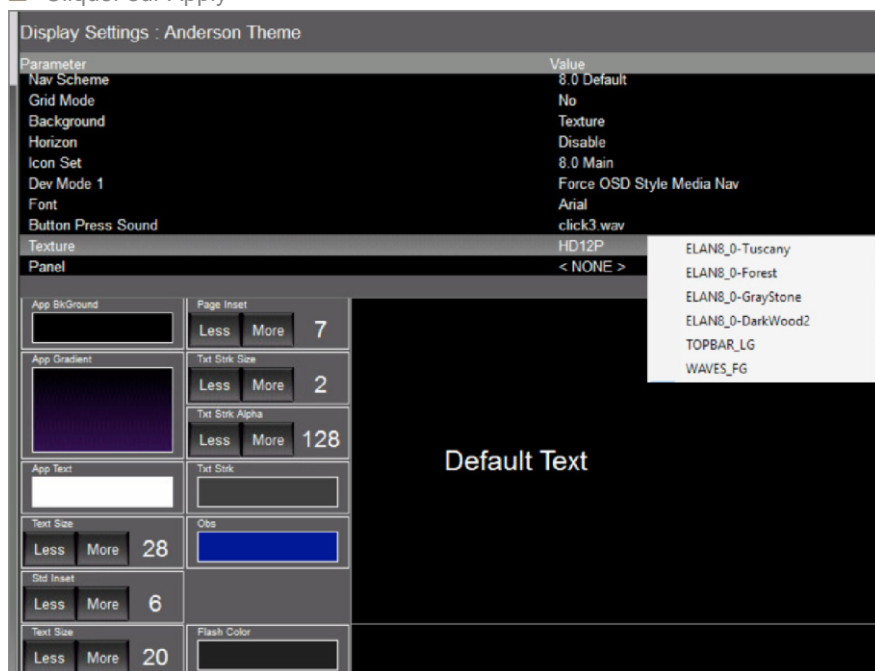 Cliquer sur Apply
Display Settings : Anderson Theme
Parameter Value
Nav Scheme 8.0 Default
Grid Mode No
Background Texture
Horizon Disable
Icon Set 8.0 Main
Dev Mode 1 Force OSD Style Media Nav
Font Arial
Button Press Sound click3.wav
Texture HD12P
Panel < NONE >
ELAN8_0-Tuscany
ELAN8_0-Forest
ELAN8_0-GrayStone
ELAN8_0-DarkWood2
TOPBAR_LG
WAVES_FG
App BkGround
Page Inset
Less More 7
App Gradient
Txt Strk Size
Less More 2
Txt Strk Alpha
Less More 128
App Text
Txt Strk
Text Size
Less More 28
Obs
Std Inset
Less More 6
Text Size
Less More 20
Flash Color
Default Text